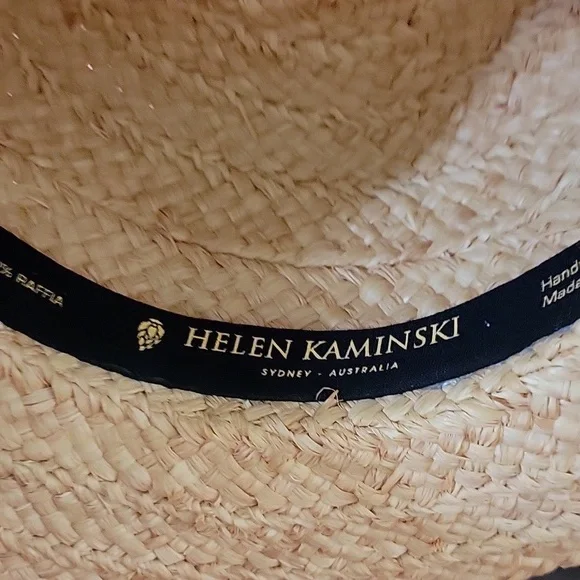 % RAFFIA
HELEN KAMINSKI
SYDNEY - AUSTRALIA